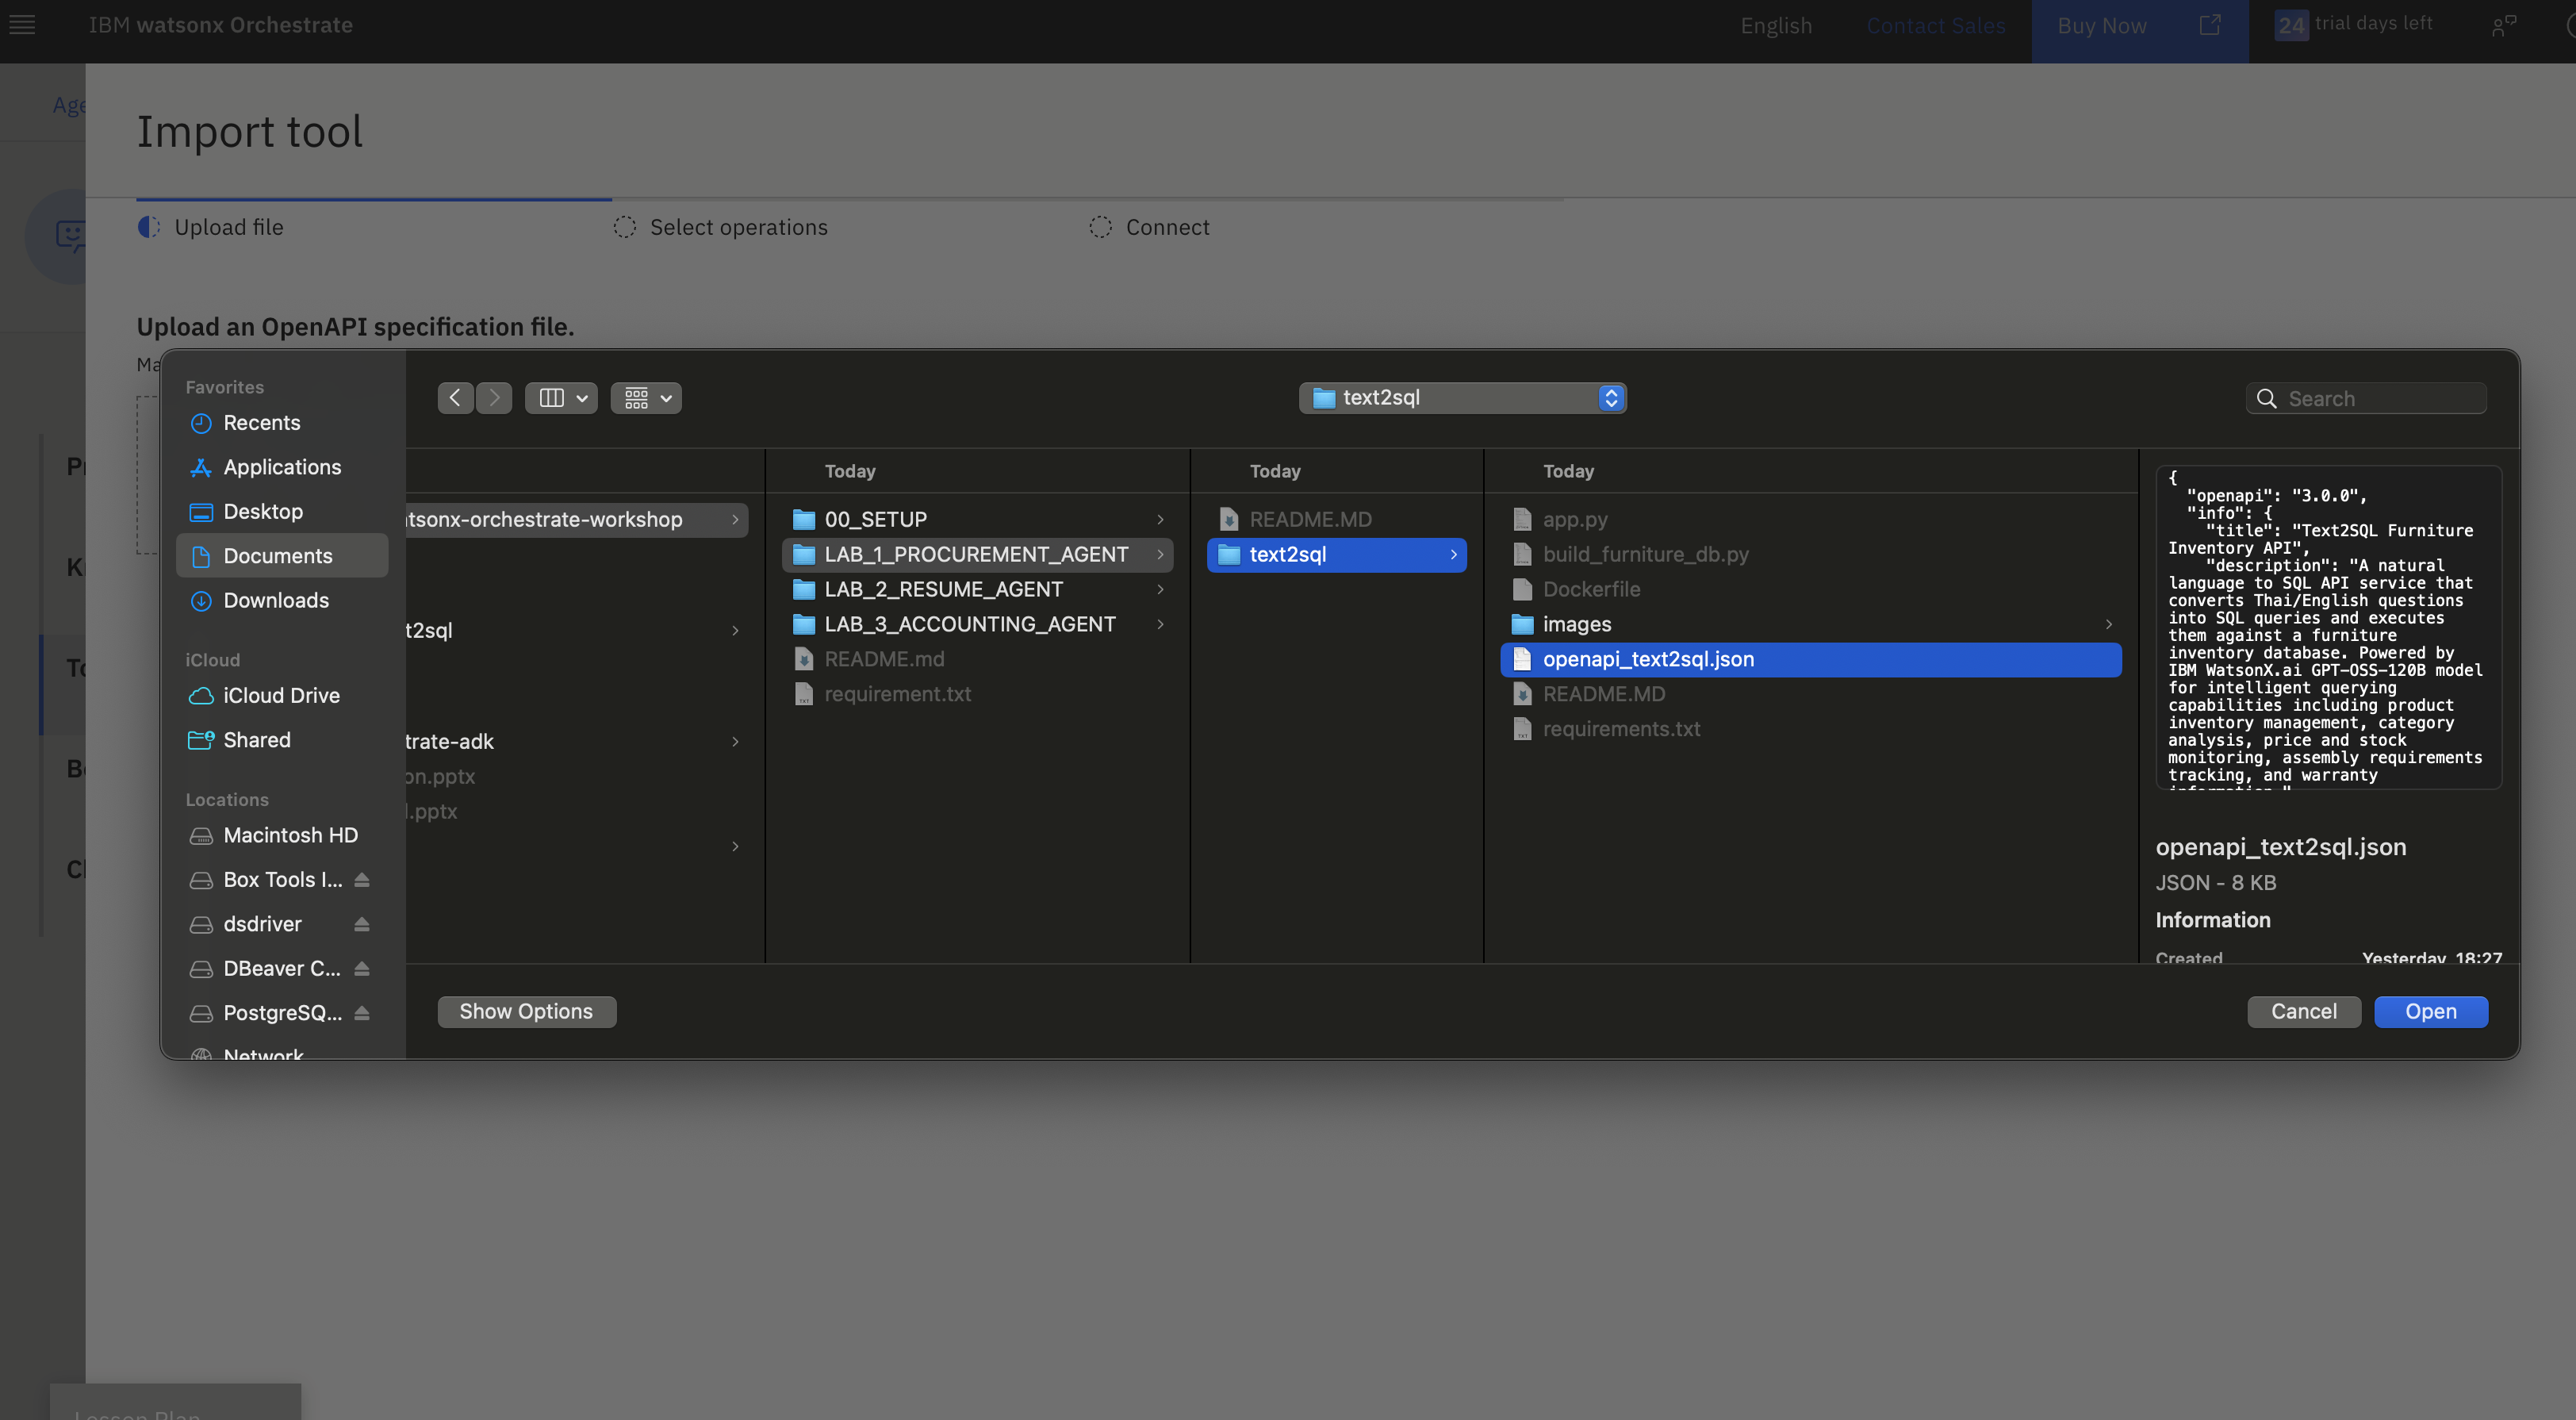 IBM watsonx Orchestrate
English
Contact Sales
Buy Now
24 trial days left
Import tool
Upload file
Select operations
Connect
Upload an OpenAPI specification file.
Favorites
Recents
Applications
Desktop
Documents
Downloads
iCloud
iCloud Drive
Shared
Locations
Macintosh HD
Box Tools I...
dsdriver
DBeaver C...
PostgreSQ...
Network
text2sql
Search
tsonx-orchestrate-workshop
t2sql
trate-adk
on.pptx
l.pptx
Today
00_SETUP
LAB_1_PROCUREMENT_AGENT
LAB_2_RESUME_AGENT
LAB_3_ACCOUNTING_AGENT
README.md
requirement.txt
Today
README.MD
text2sql
Today
app.py
build_furniture_db.py
Dockerfile
images
openapi_text2sql.json
README.MD
requirements.txt
{
"openapi": "3.0.0",
"info": {
"title": "Text2SQL Furniture
Inventory API",
"description": "A natural
language to SQL API service that
converts Thai/English questions
into SQL queries and executes
them against a furniture
inventory database. Powered by
IBM WatsonX.ai GPT-OSS-120B model
for intelligent querying
capabilities including product
inventory management, category
analysis, price and stock
monitoring, assembly requirements
tracking, and warranty
openapi_text2sql.json
JSON - 8 KB
Information
Created Yesterday, 18:27
Show Options
Cancel
Open
Lesson Plan